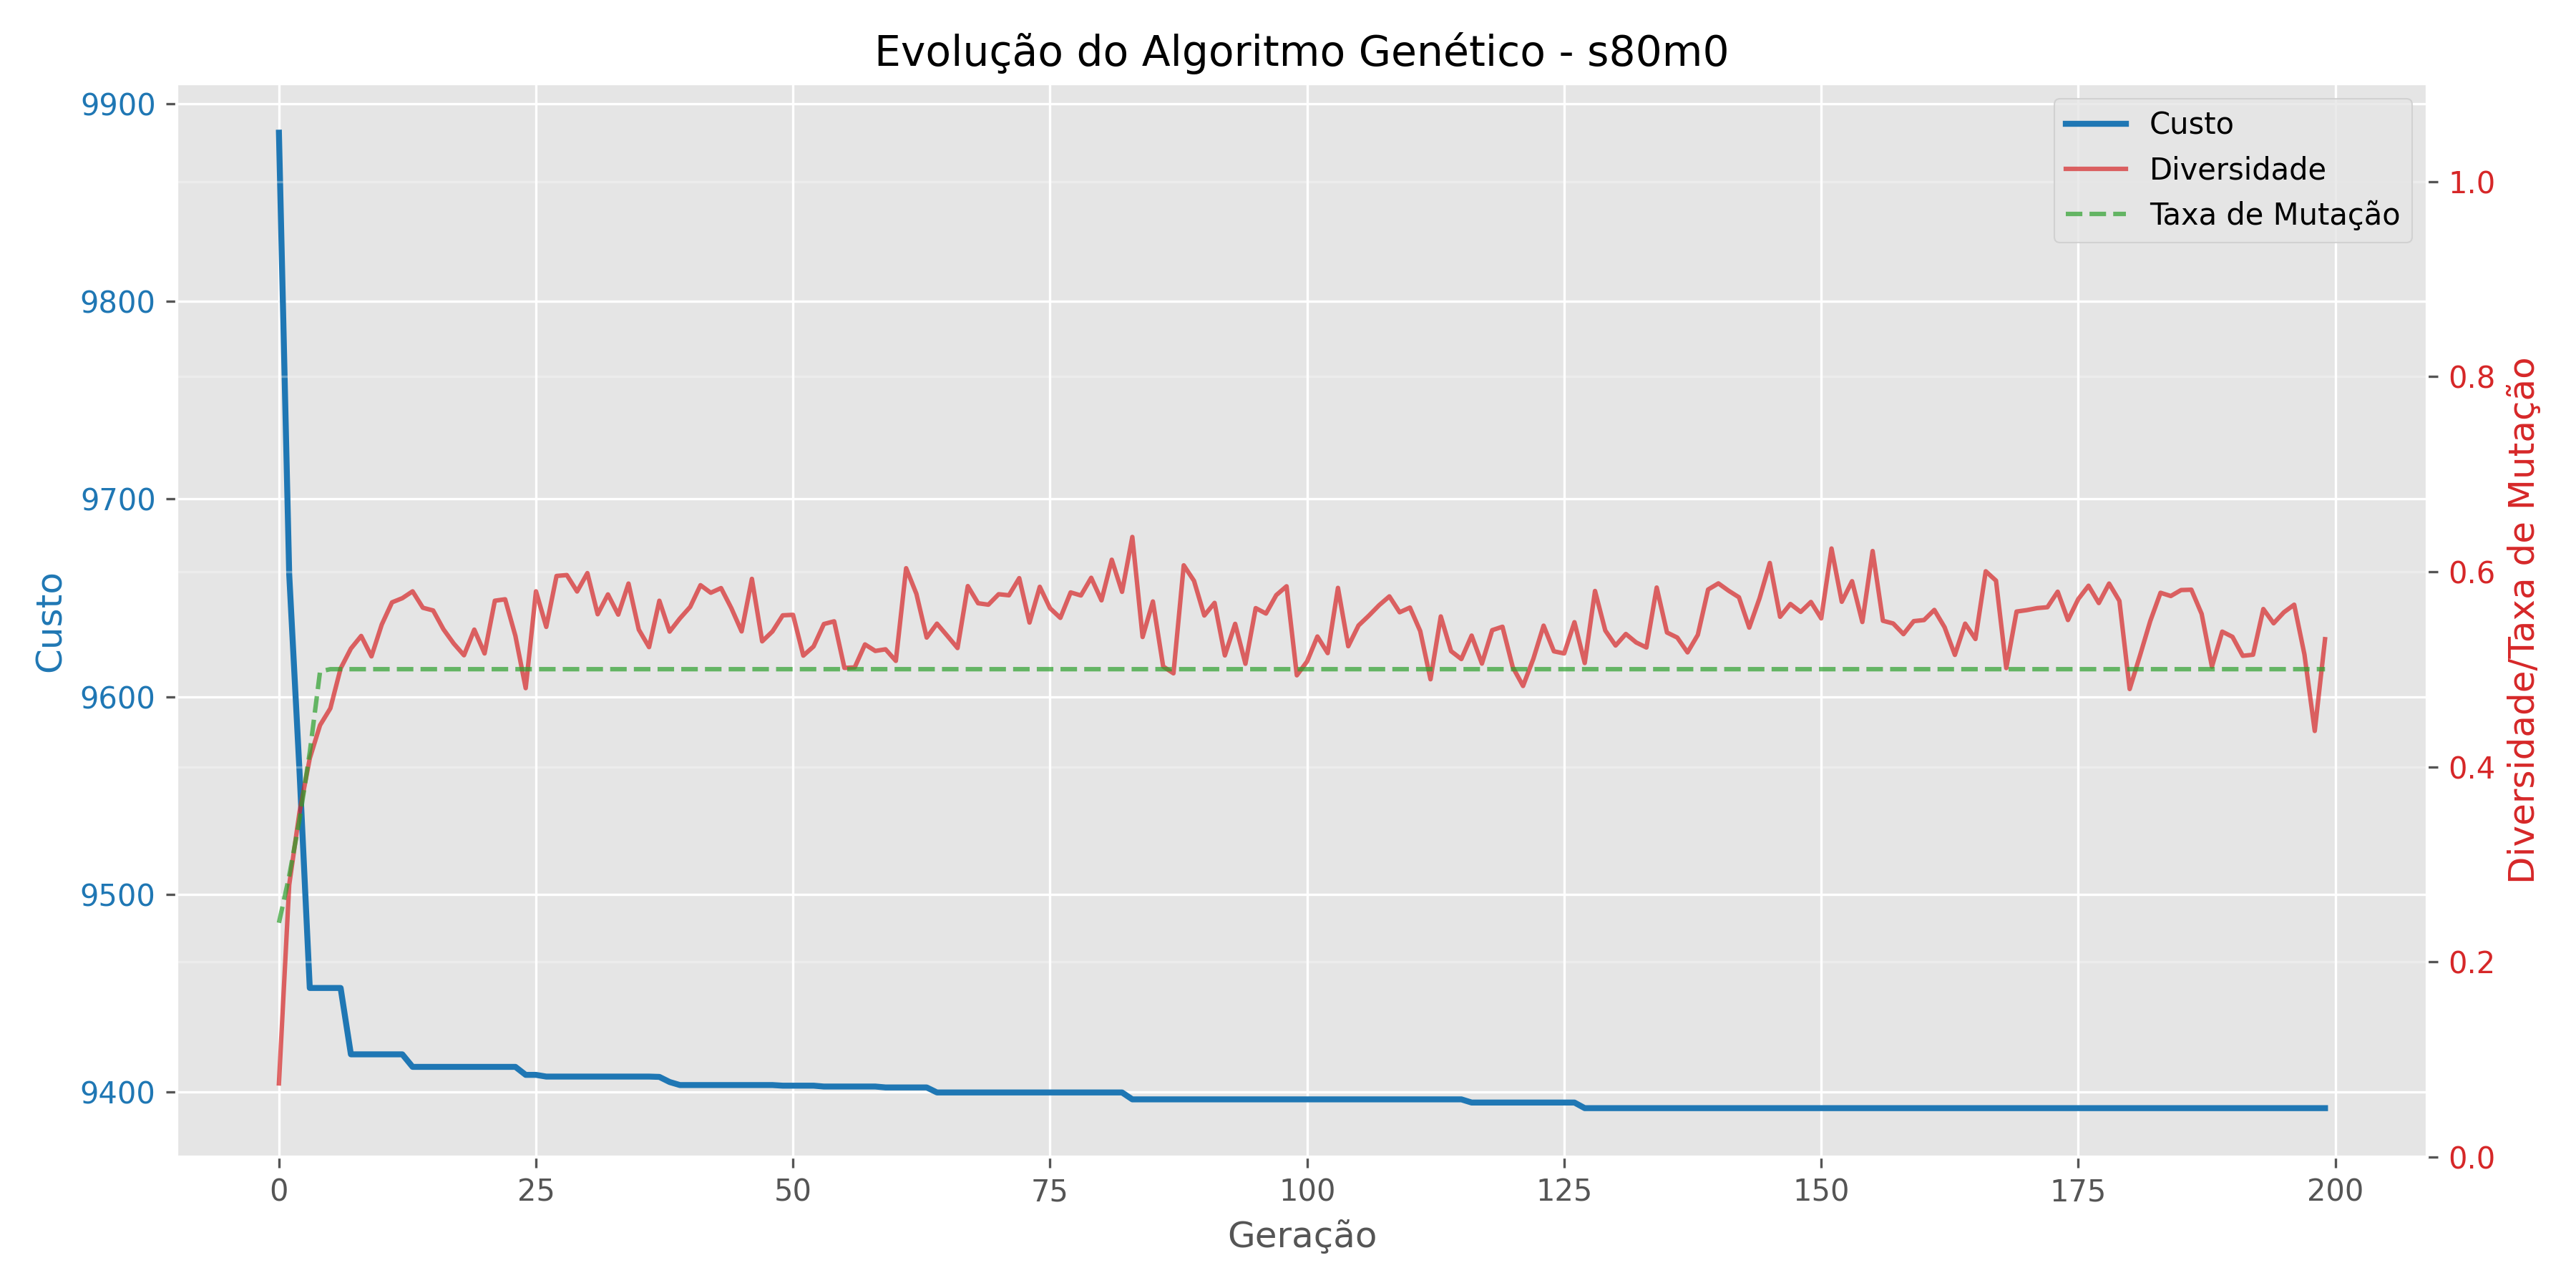 Evolução do Algoritmo Genético - s80m0
Custo
Diversidade
Taxa de Mutação
9900
9800
9700
9600
9500
9400
Custo
1.0
0.8
0.6
0.4
0.2
0.0
Diversidade/Taxa de Mutação
0 25 50 75 100 125 150 175 200
Geração